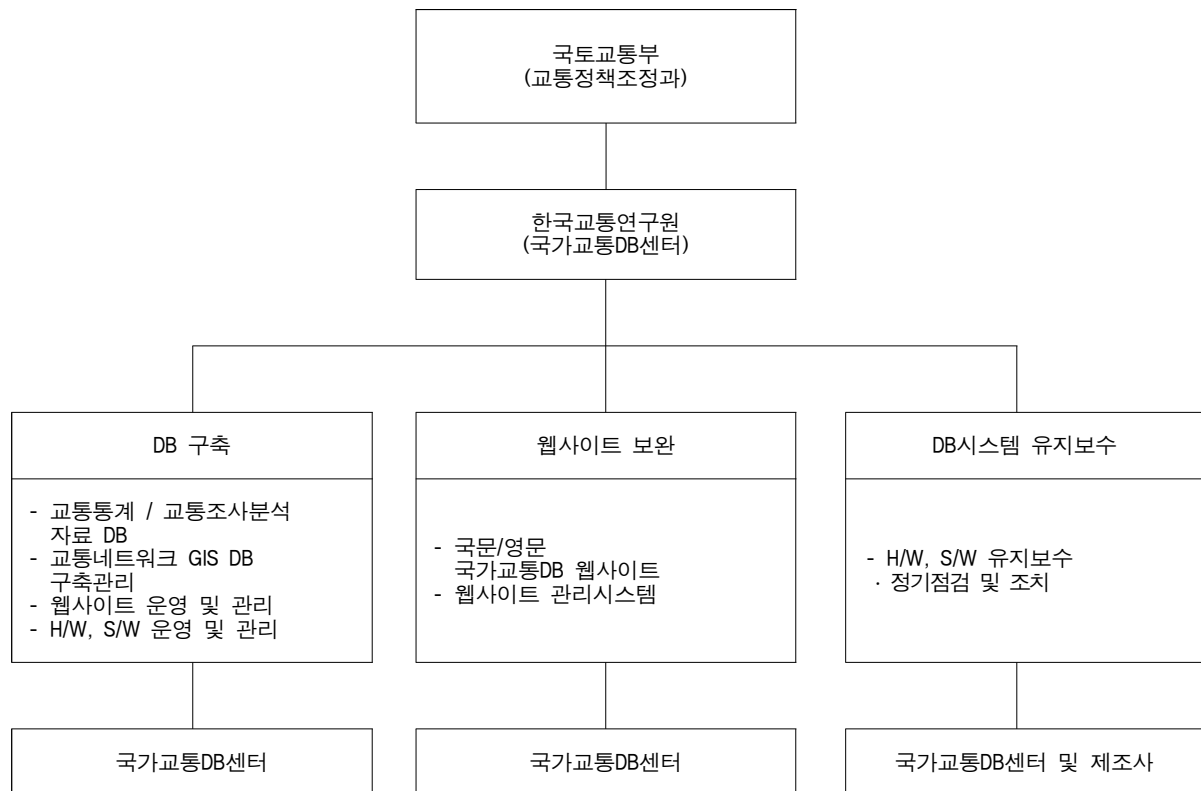 국토교통부
(교통정책조정과)
한국교통연구원
(국가교통DB센터)
DB 구축
- 교통통계 / 교통조사분석
자료 DB
- 교통네트워크 GIS DB
구축관리
- 웹사이트 운영 및 관리
- H/W, S/W 운영 및 관리
국가교통DB센터
웹사이트 보완
- 국문/영문
국가교통DB 웹사이트
- 웹사이트 관리시스템
국가교통DB센터
DB시스템 유지보수
- H/W, S/W 유지보수
· 정기점검 및 조치
국가교통DB센터 및 제조사